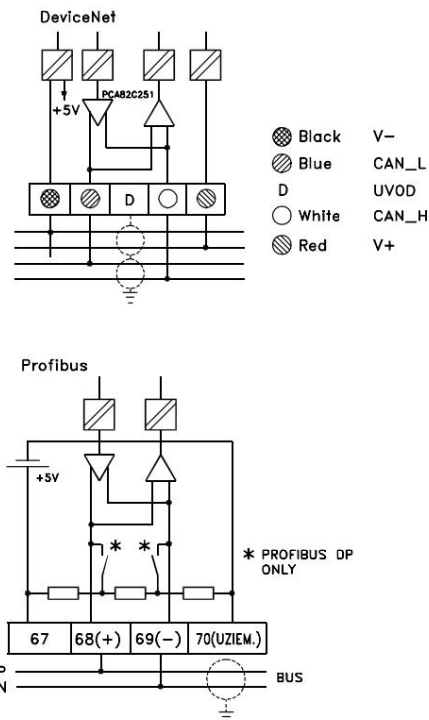 DeviceNet
PCA82C251
+5V
Black V-
Blue CAN_L
D UVOD
White CAN_H
Red V+
D
Profibus
+5V
* *
* PROFIBUS DP
ONLY
67 68(+) 69(-) 70(UZIEM.)
BUS